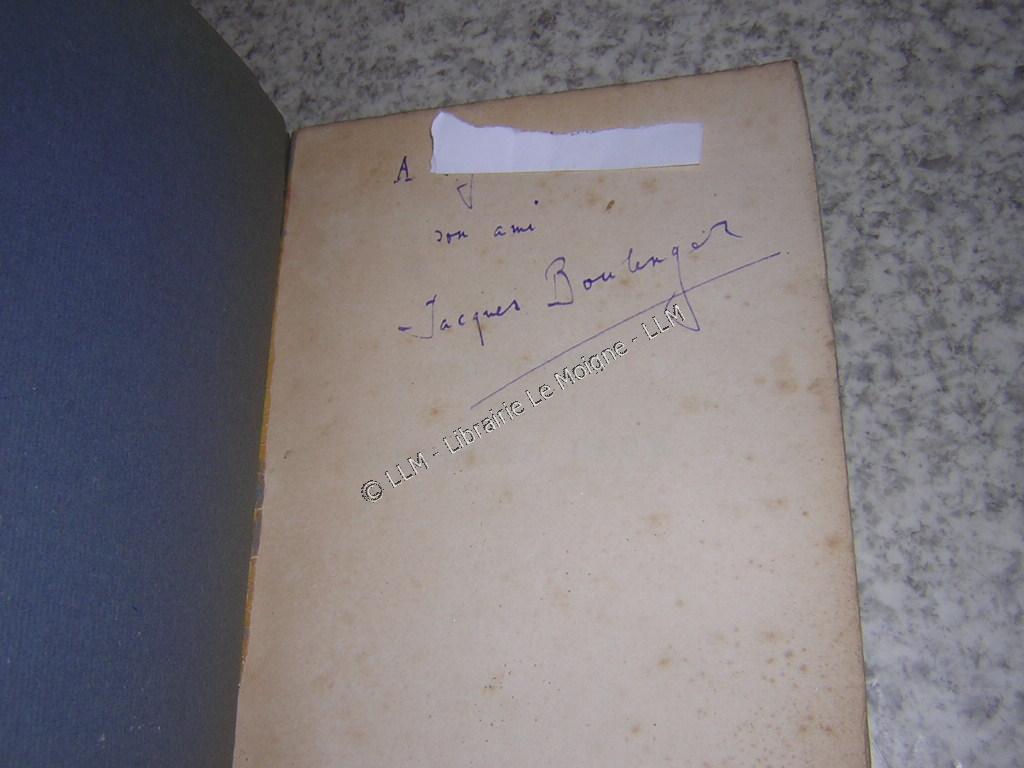 A
son ami
Jacques Boulenger
© LLM - Librairie Le Moigne - LLM